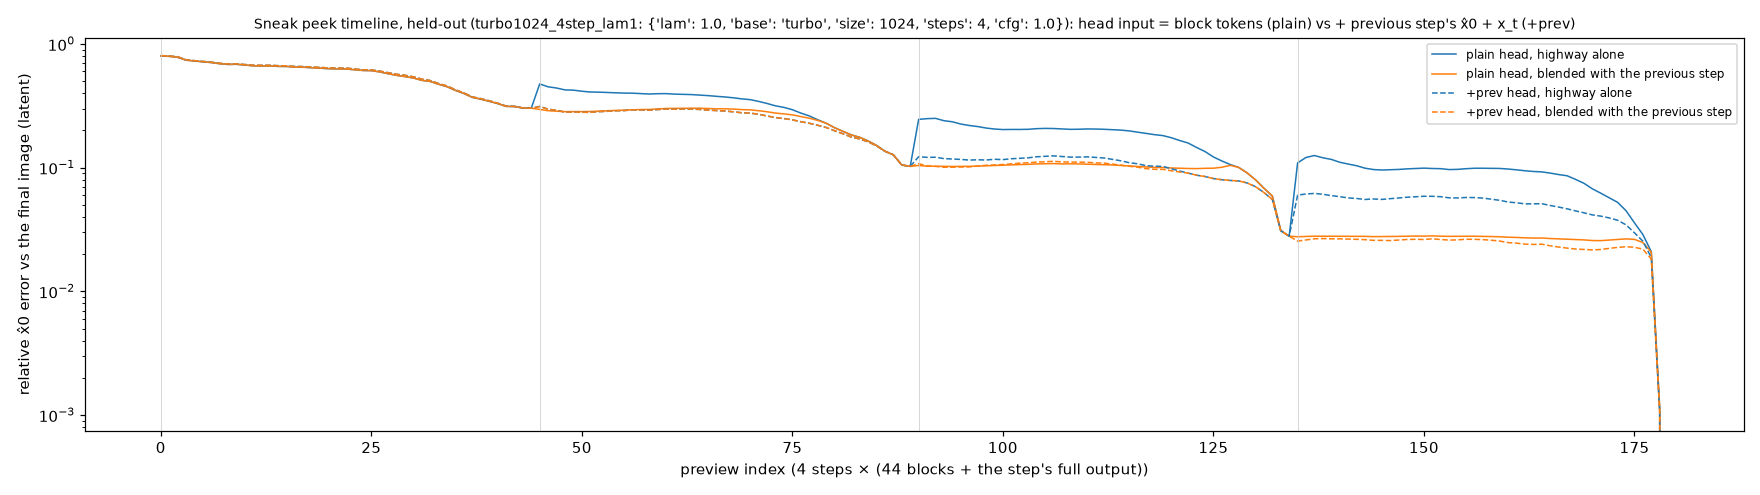 Sneak peek timeline, held-out (turbo1024_4step_lam1: {'lam': 1.0, 'base': 'turbo', 'size': 1024, 'steps': 4, 'cfg': 1.0}): head input = block tokens (plain) vs + previous step's x̂0 + x_t (+prev)
plain head, highway alone
plain head, blended with the previous step
+prev head, highway alone
+prev head, blended with the previous step
relative x̂0 error vs the final image (latent)
10⁰
10⁻¹
10⁻²
10⁻³
0 25 50 75 100 125 150 175
preview index (4 steps × (44 blocks + the step's full output))